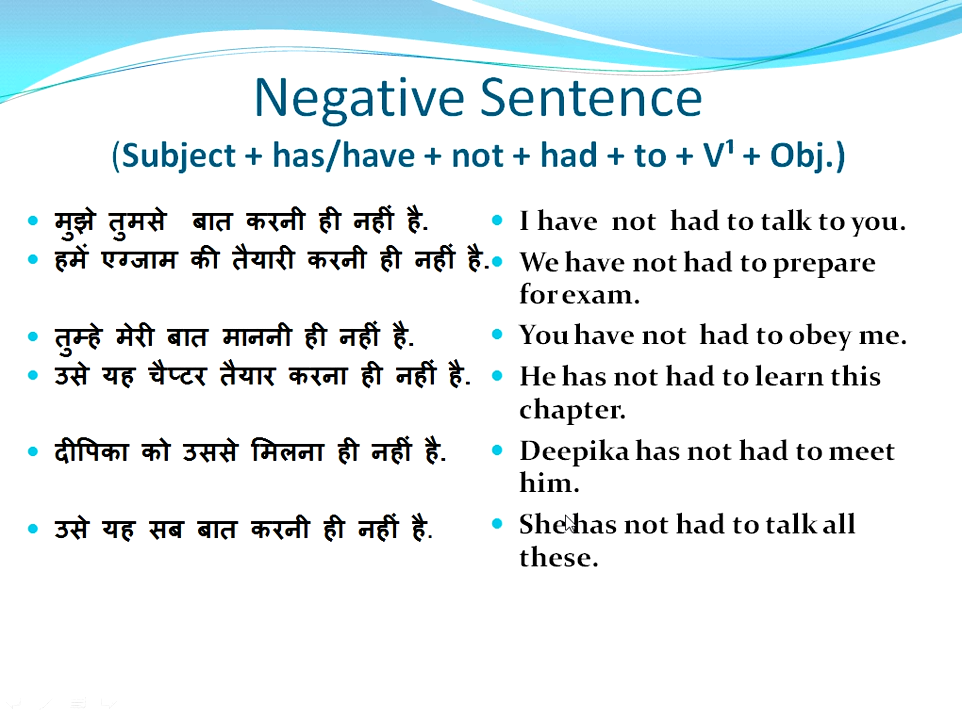 Negative Sentence
(Subject + has/have + not + had + to + V¹ + Obj.)
• मुझे तुमसे बात करनी ही नहीं है.
• हमें एग्जाम की तैयारी करनी ही नहीं है.
• तुम्हे मेरी बात माननी ही नहीं है.
• उसे यह चैप्टर तैयार करना ही नहीं है.
• दीपिका को उससे मिलना ही नहीं है.
• उसे यह सब बात करनी ही नहीं है.
• I have not had to talk to you.
• We have not had to prepare
for exam.
• You have not had to obey me.
• He has not had to learn this
chapter.
• Deepika has not had to meet
him.
• She has not had to talk all
these.